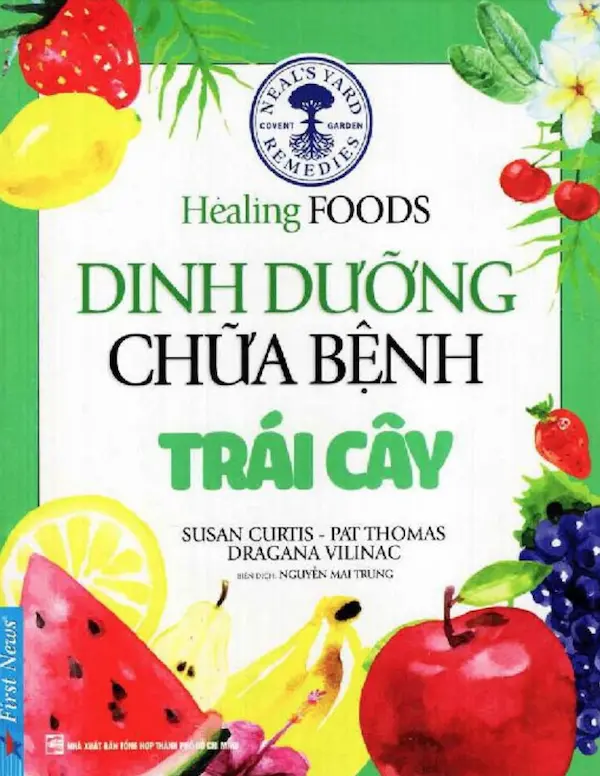 NEAL'S YARD
COVENT GARDEN
REMEDIES
Healing FOODS
DINH DƯỠNG
CHỮA BỆNH
TRÁI CÂY
SUSAN CURTIS - PAT THOMAS
DRAGANA VILINAC
BIÊN DỊCH: NGUYỄN MAI TRUNG
First News
NHÀ XUẤT BẢN TỔNG HỢP THÀNH PHỐ HỒ CHÍ MINH